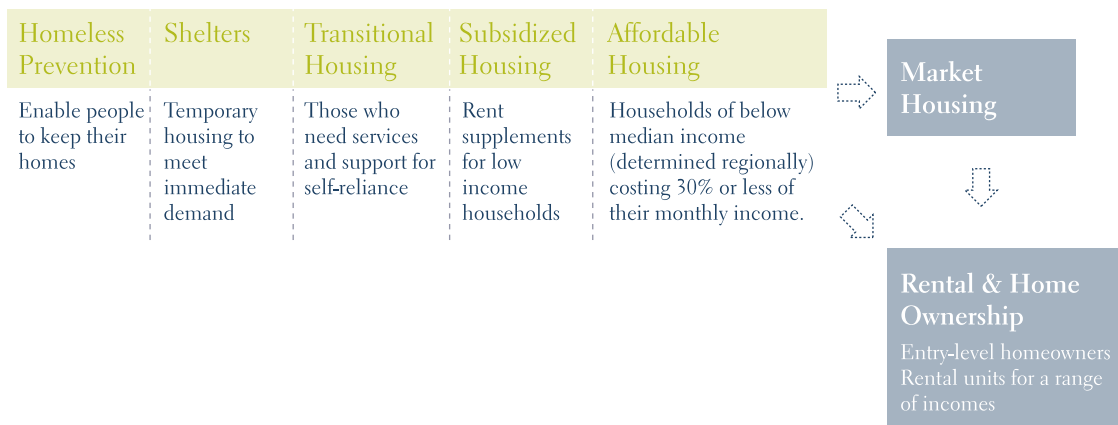 Homeless
Prevention
Enable people
to keep their
homes
Shelters
Temporary
housing to
meet
immediate
demand
Transitional
Housing
Those who
need services
and support for
self-reliance
Subsidized
Housing
Rent
supplements
for low
income
households
Affordable
Housing
Households of below
median income
(determined regionally)
costing 30% or less of
their monthly income.
Market
Housing
Rental & Home
Ownership
Entry-level homeowners
Rental units for a range
of incomes